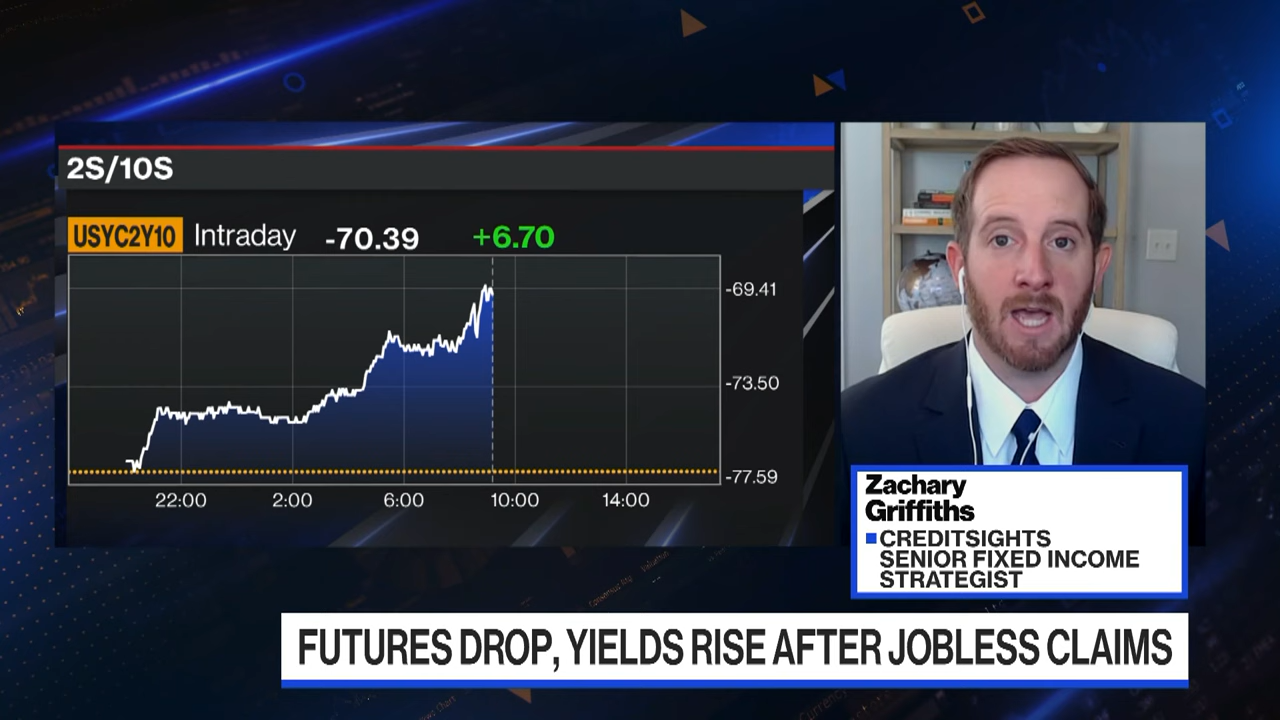 2S/10S
USYC2Y10 Intraday -70.39 +6.70
-69.41
-73.50
-77.59
22:00 2:00 6:00 10:00 14:00
Zachary
Griffiths
CREDITSIGHTS
SENIOR FIXED INCOME
STRATEGIST
FUTURES DROP, YIELDS RISE AFTER JOBLESS CLAIMS